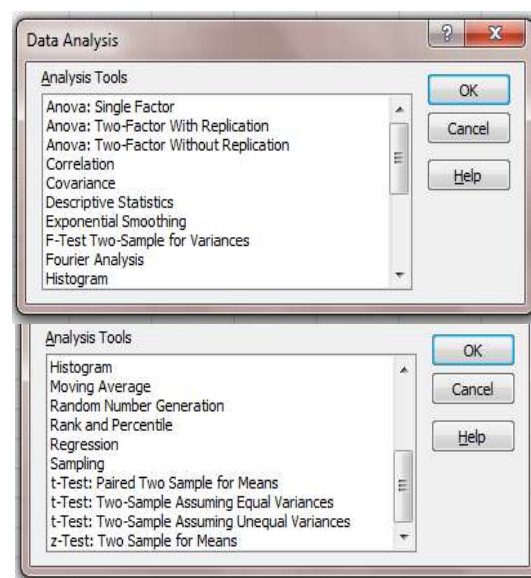 Data Analysis
?
X
Analysis Tools
OK
Anova: Single Factor
Anova: Two-Factor With Replication
Cancel
Anova: Two-Factor Without Replication
Correlation
Covariance
Help
Descriptive Statistics
Exponential Smoothing
F-Test Two-Sample for Variances
Fourier Analysis
Histogram
Analysis Tools
OK
Histogram
Moving Average
Cancel
Random Number Generation
Rank and Percentile
Regression
Help
Sampling
t-Test: Paired Two Sample for Means
t-Test: Two-Sample Assuming Equal Variances
t-Test: Two-Sample Assuming Unequal Variances
z-Test: Two Sample for Means